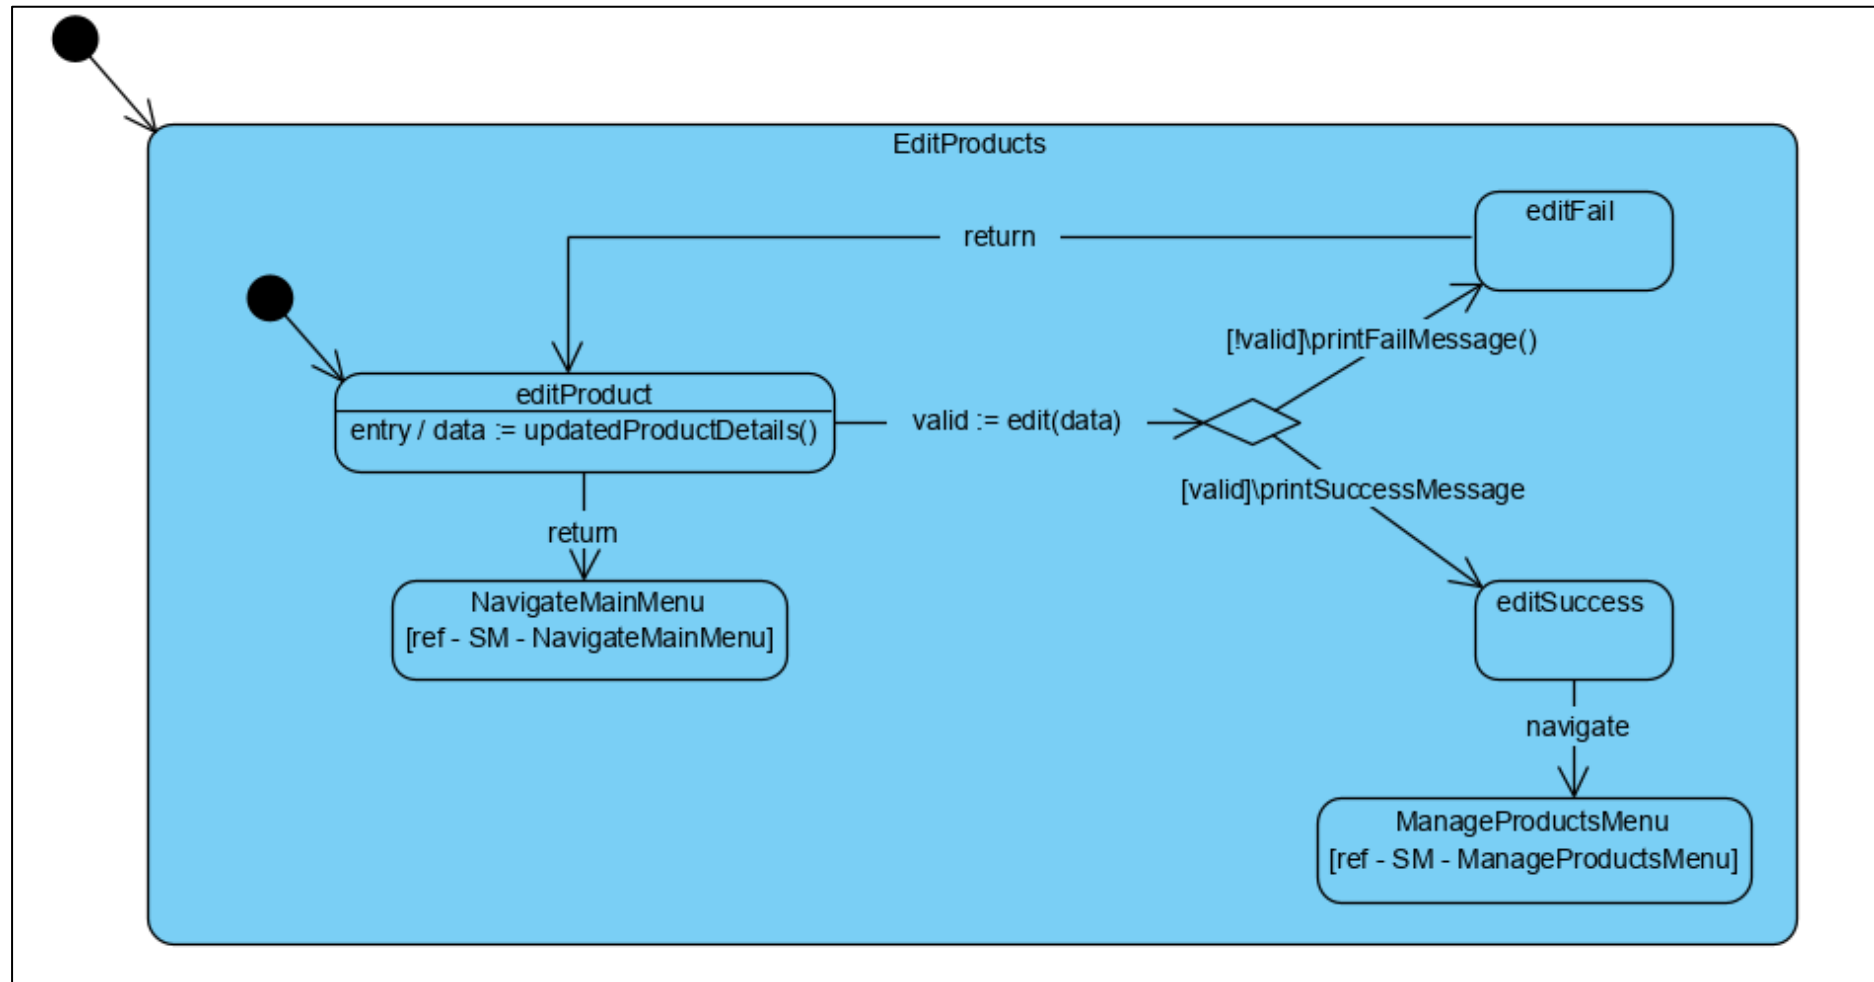 EditProducts
editFail
return
[!valid]\printFailMessage()
editProduct
entry / data := updatedProductDetails()
valid := edit(data)
[valid]\printSuccessMessage
return
NavigateMainMenu
[ref - SM - NavigateMainMenu]
editSuccess
navigate
ManageProductsMenu
[ref - SM - ManageProductsMenu]